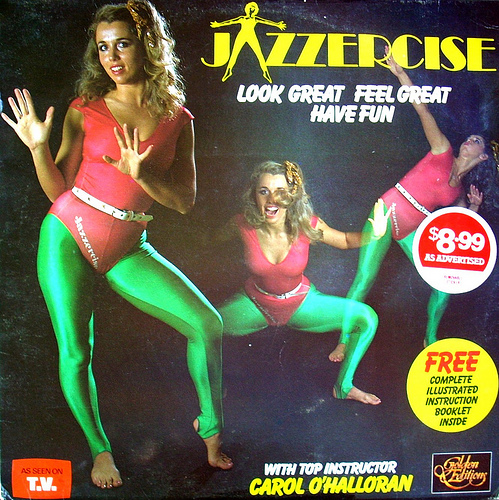 JAZZERCISE
LOOK GREAT FEEL GREAT
HAVE FUN
Jazzercise
$8.99
AS ADVERTISED
FREE
COMPLETE
ILLUSTRATED
INSTRUCTION
BOOKLET
INSIDE
AS SEEN ON
T.V.
WITH TOP INSTRUCTOR
CAROL O'HALLORAN
Golden
Editions